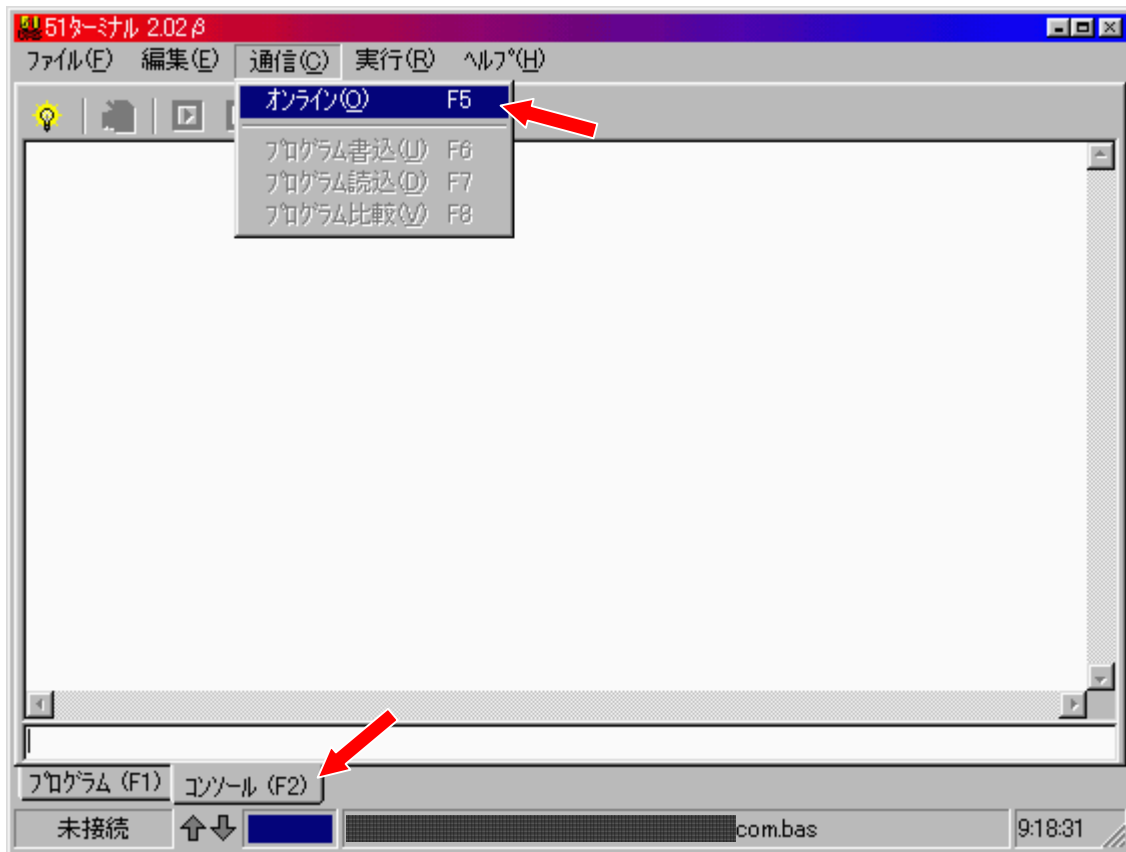 51ﾀｰﾐﾅﾙ 2.02β
ﾌｧｲﾙ(F) 編集(E) 通信(C) 実行(R) ﾍﾙﾌﾟ(H)
ｵﾝﾗｲﾝ(O) F5
ﾌﾟﾛｸﾞﾗﾑ書込(U) F6
ﾌﾟﾛｸﾞﾗﾑ読込(D) F7
ﾌﾟﾛｸﾞﾗﾑ比較(V) F8
ﾌﾟﾛｸﾞﾗﾑ (F1) ｺﾝｿｰﾙ (F2)
未接続 com.bas 9:18:31